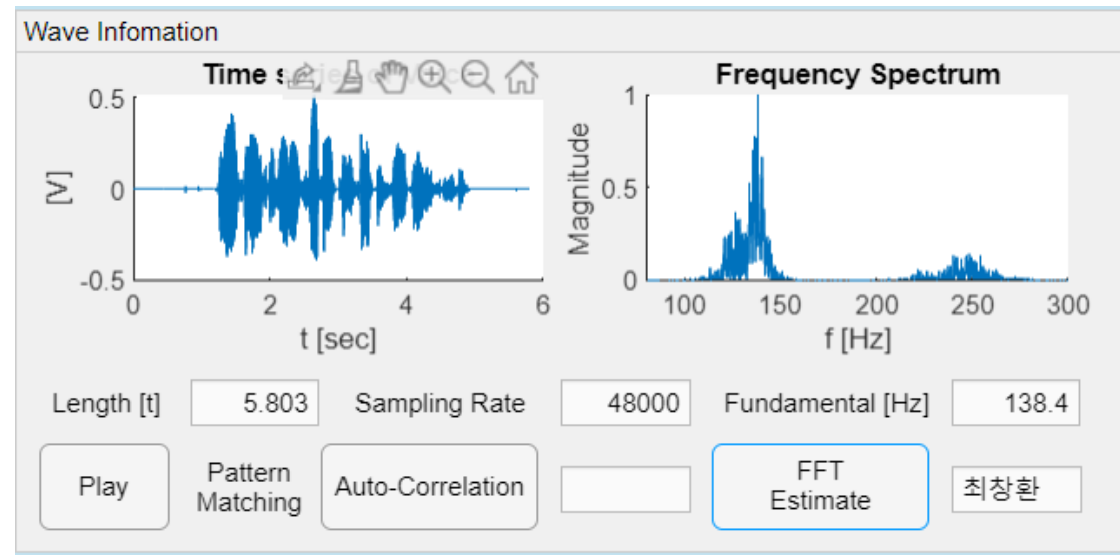 Wave Infomation
Time s
Frequency Spectrum
0.5
0
-0.5
[V]
0
2
4
6
t [sec]
1
0.5
0
Magnitude
100
150
200
250
300
f [Hz]
Length [t]
5.803
Sampling Rate
48000
Fundamental [Hz]
138.4
Play
Pattern
Matching
Auto-Correlation
FFT
Estimate
최창환